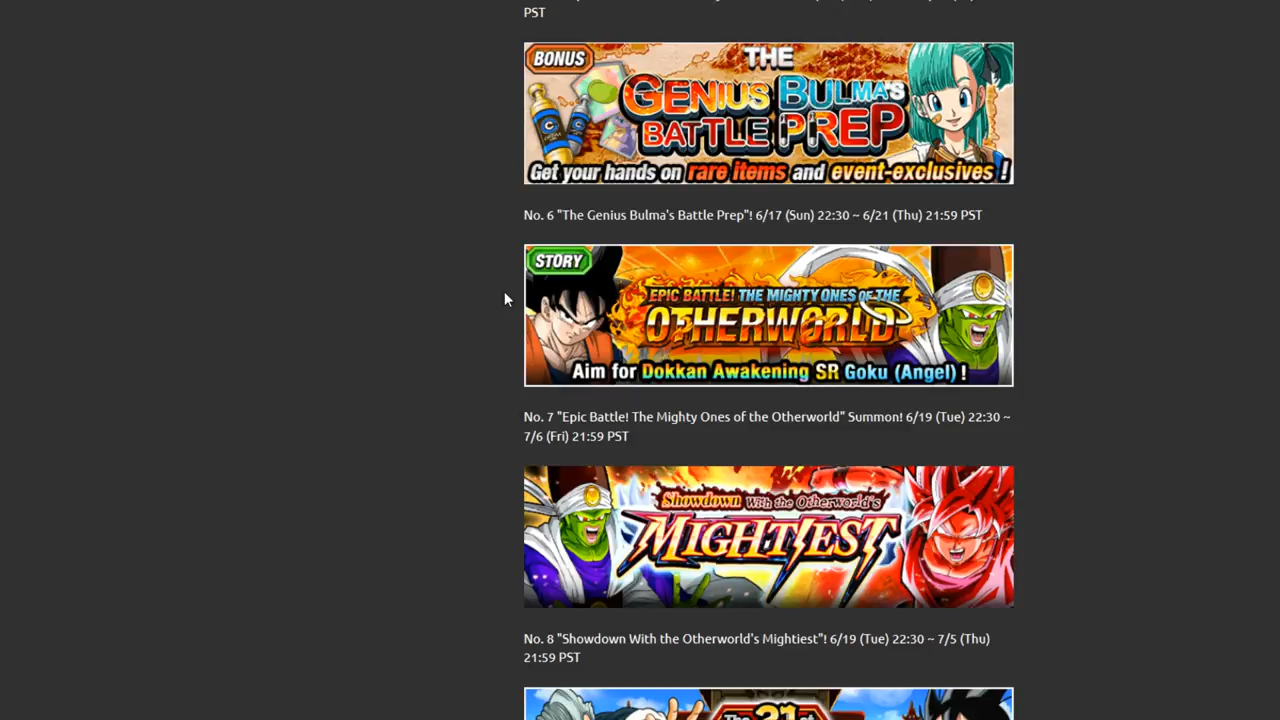 PST
BONUS
THE
GENIUS BULMA'S
BATTLE PREP
Get your hands on rare items and event-exclusives !
No. 6 "The Genius Bulma's Battle Prep"! 6/17 (Sun) 22:30 ~ 6/21 (Thu) 21:59 PST
STORY
EPIC BATTLE! THE MIGHTY ONES OF THE
OTHERWORLD
Aim for Dokkan Awakening SR Goku (Angel) !
No. 7 "Epic Battle! The Mighty Ones of the Otherworld" Summon! 6/19 (Tue) 22:30 ~
7/6 (Fri) 21:59 PST
Showdown With the Otherworld's
MIGHTIEST
No. 8 "Showdown With the Otherworld's Mightiest"! 6/19 (Tue) 22:30 ~ 7/5 (Thu)
21:59 PST
The 31st